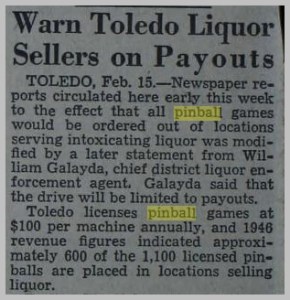 Warn Toledo Liquor
Sellers on Payouts
TOLEDO, Feb. 15.—Newspaper re-
ports circulated here early this week
to the effect that all pinball games
would be ordered out of locations
serving intoxicating liquor was modi-
fied by a later statement from Wil-
liam Galayda, chief district liquor en-
forcement agent. Galayda said that
the drive will be limited to payouts.
Toledo licenses pinball games at
$100 per machine annually, and 1946
revenue figures indicated approxi-
mately 600 of the 1,100 licensed pin-
balls are placed in locations selling
liquor.